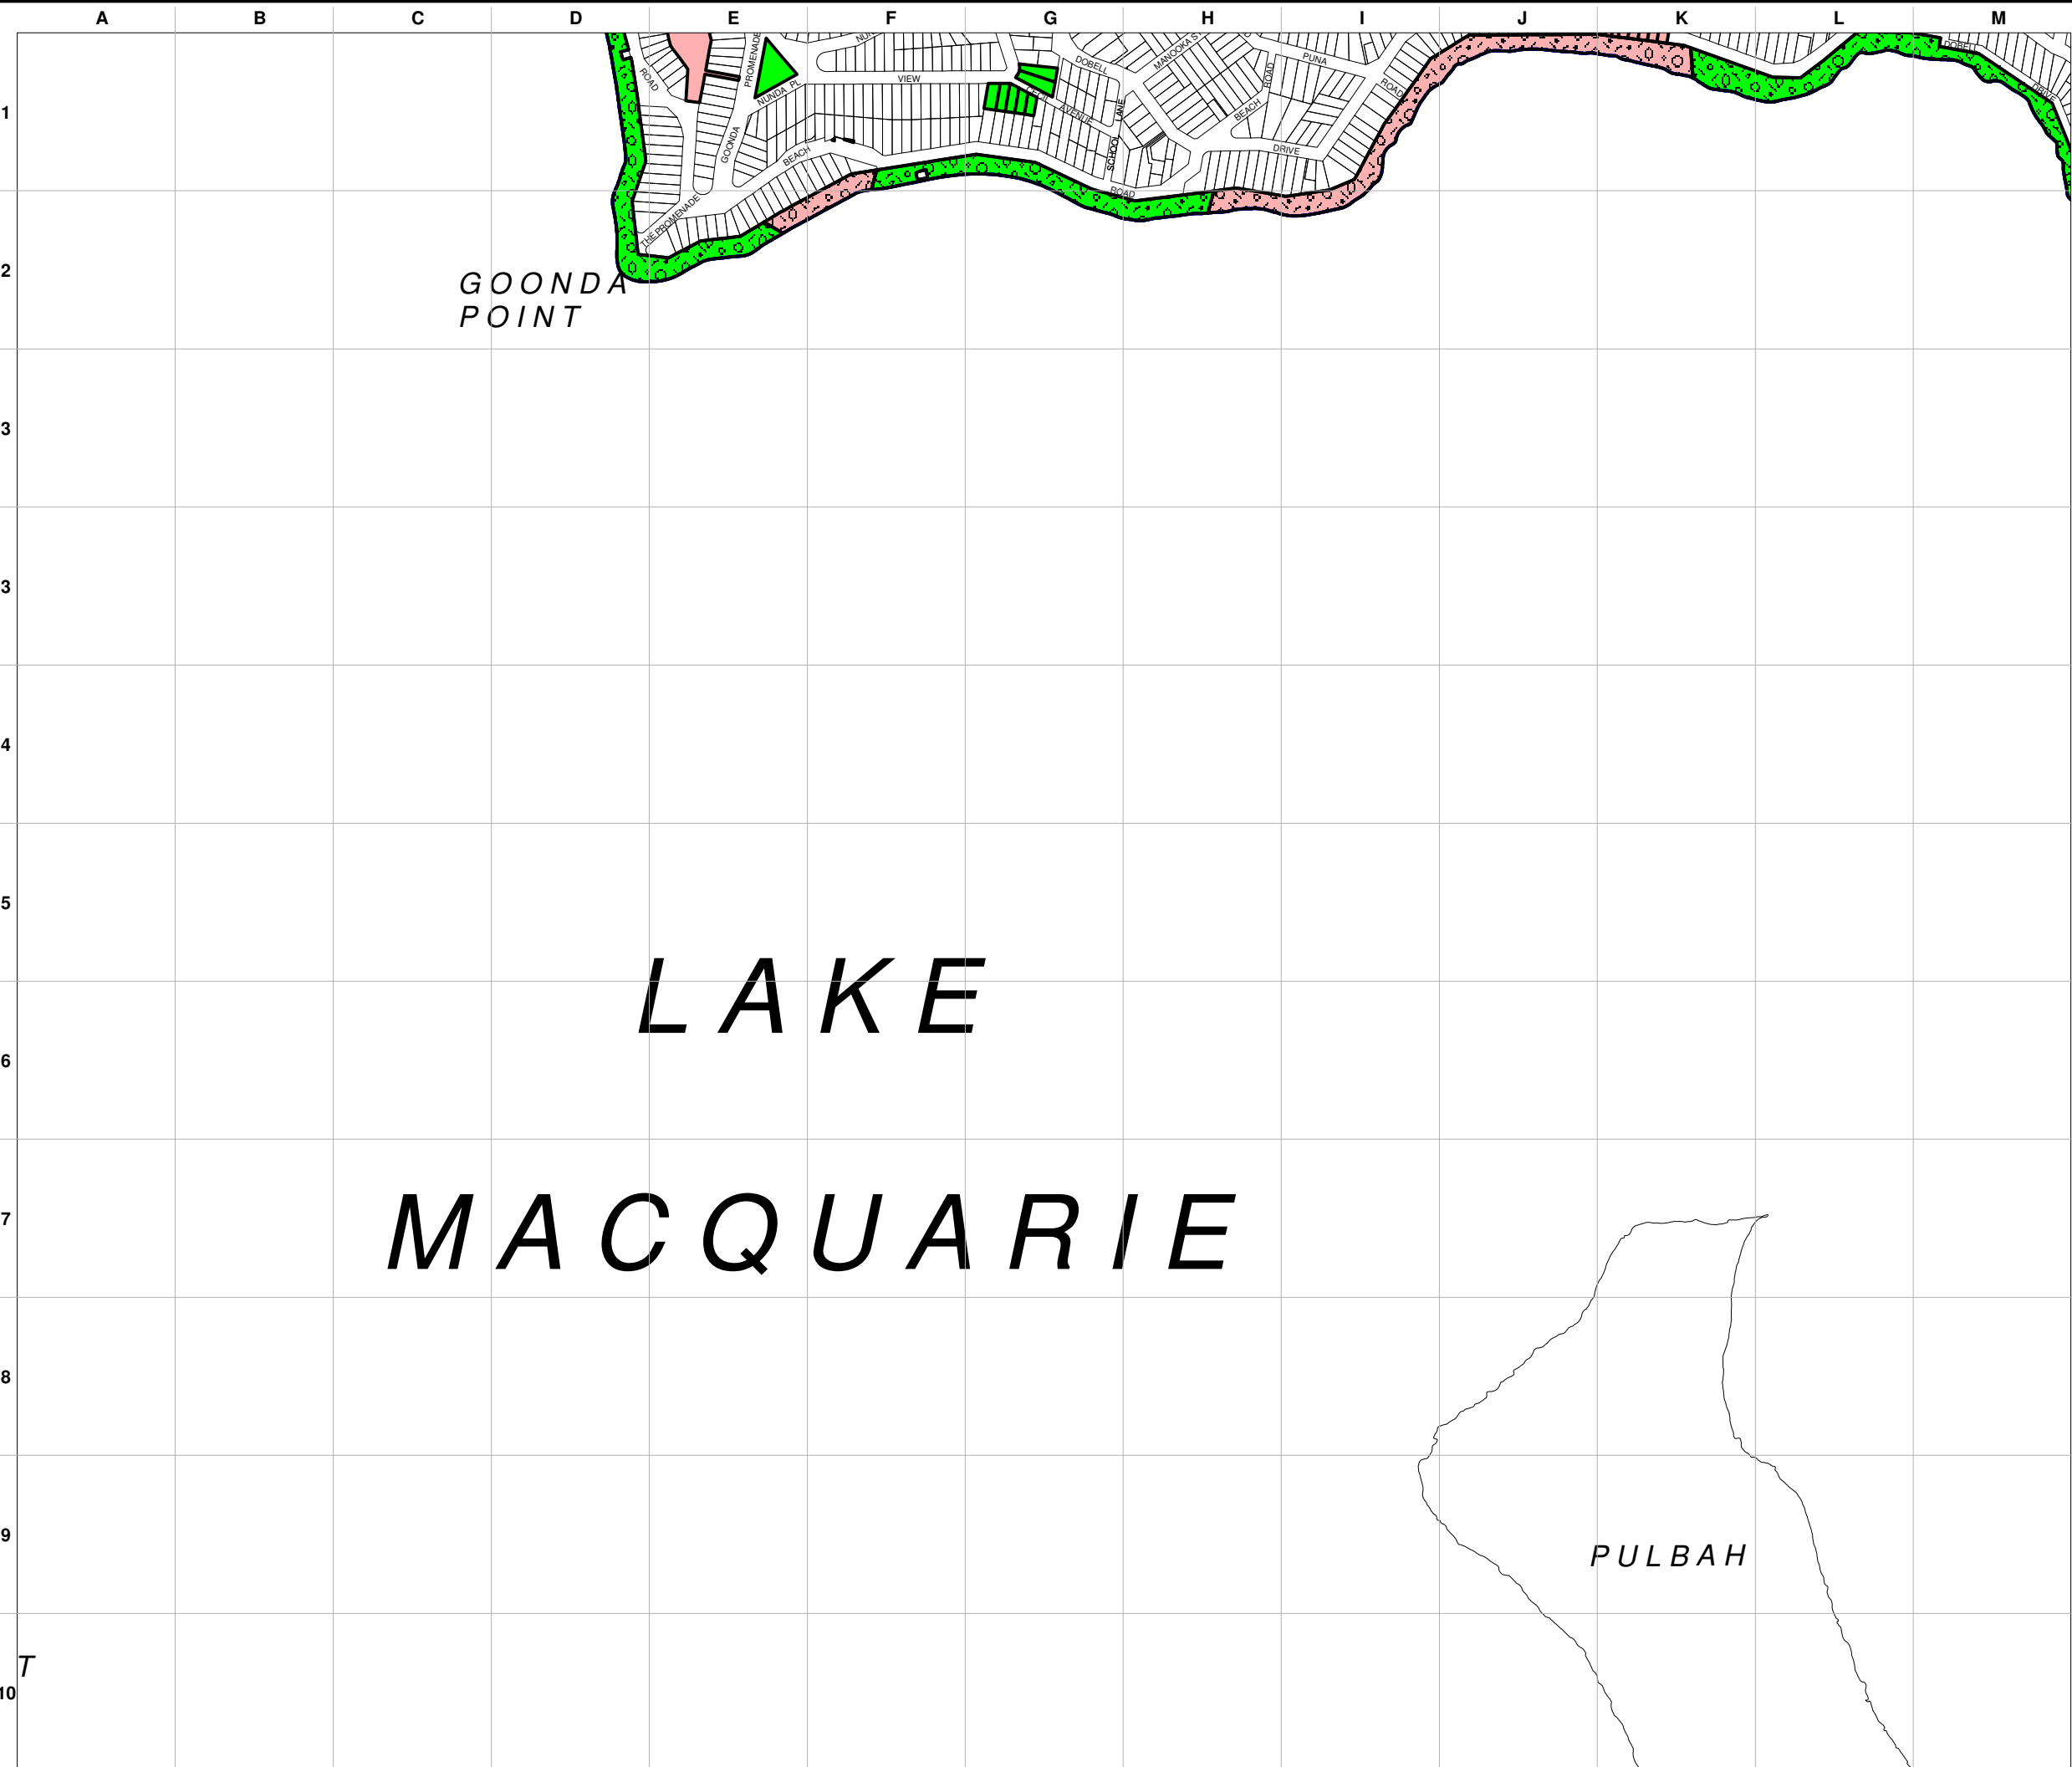 A B C D E F G H I J K L M
ROAD
PROMENADE
NUNDA PL
VIEW
DOBELL
MANOOKA S
PUNA
ROAD
ROAD
DOBELL
DRIVE
1
GOONDA
BEACH
AVENUE
LANE
SCHOOL
BEACH
DRIVE
ROAD
THE PROMENADE
2
GOONDA
POINT
3
3
4
5
LAKE
6
MACQUARIE
7
8
9
PULBAH
T
10